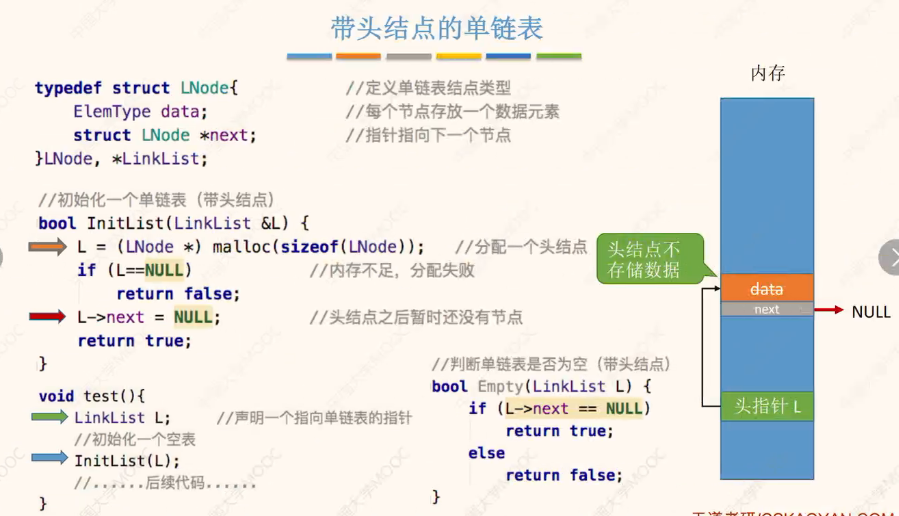 带头结点的单链表
typedef struct LNode{ //定义单链表结点类型
ElemType data; //每个节点存放一个数据元素
struct LNode *next; //指针指向下一个节点
}LNode, *LinkList;
//初始化一个单链表（带头结点）
bool InitList(LinkList &L) {
L = (LNode *) malloc(sizeof(LNode)); //分配一个头结点
if (L==NULL) //内存不足，分配失败
return false;
L->next = NULL; //头结点之后暂时还没有节点
return true;
}
void test(){
LinkList L; //声明一个指向单链表的指针
//初始化一个空表
InitList(L);
//......后续代码......
}
//判断单链表是否为空（带头结点）
bool Empty(LinkList L) {
if (L->next == NULL)
return true;
else
return false;
}
内存
头结点不
存储数据
data
next
NULL
头指针 L